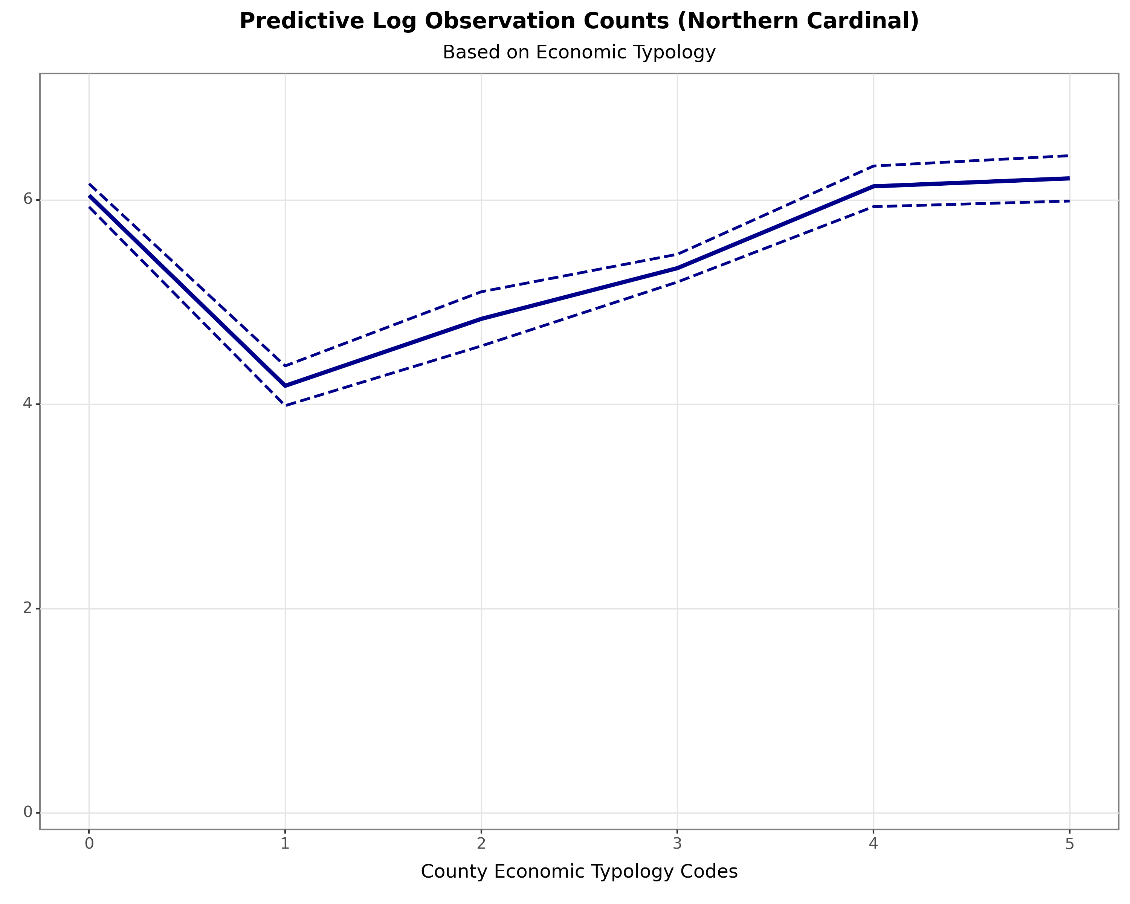 Predictive Log Observation Counts (Northern Cardinal)
Based on Economic Typology
6
4
2
0
0 1 2 3 4 5
County Economic Typology Codes